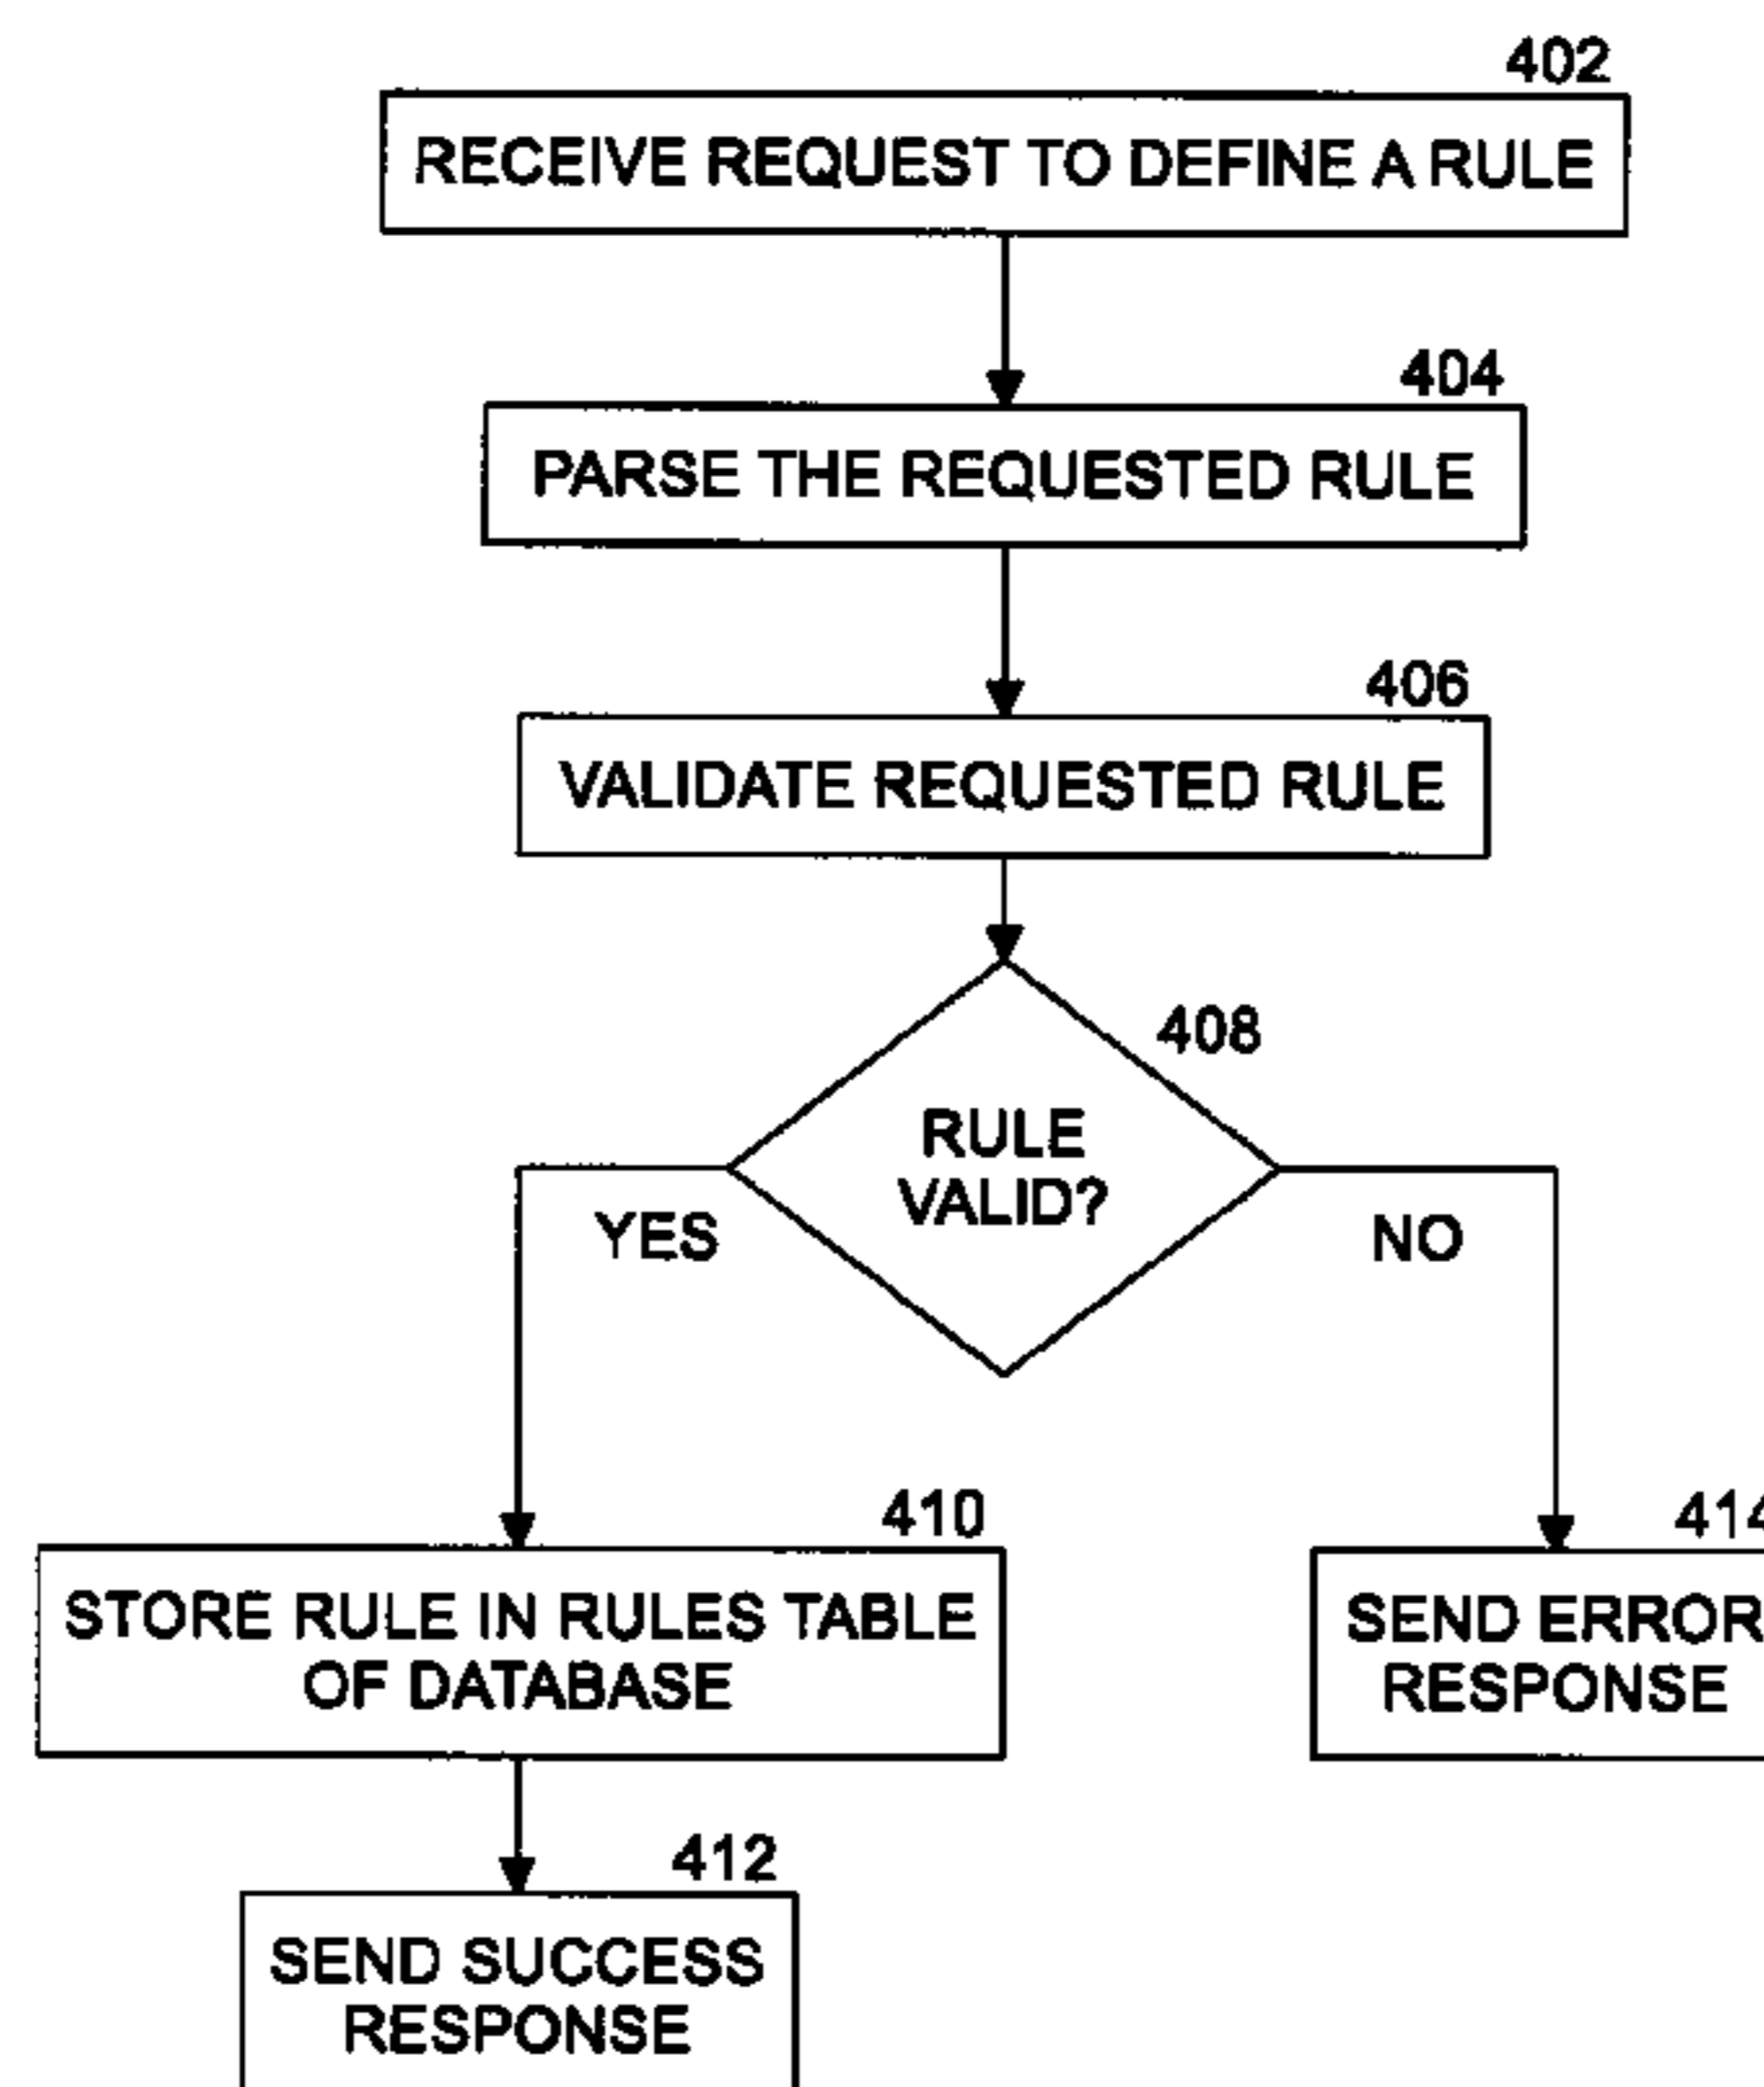 402
RECEIVE REQUEST TO DEFINE A RULE
404
PARSE THE REQUESTED RULE
406
VALIDATE REQUESTED RULE
408
RULE
VALID?
YES
NO
410
STORE RULE IN RULES TABLE
OF DATABASE
414
SEND ERROR
RESPONSE
412
SEND SUCCESS
RESPONSE